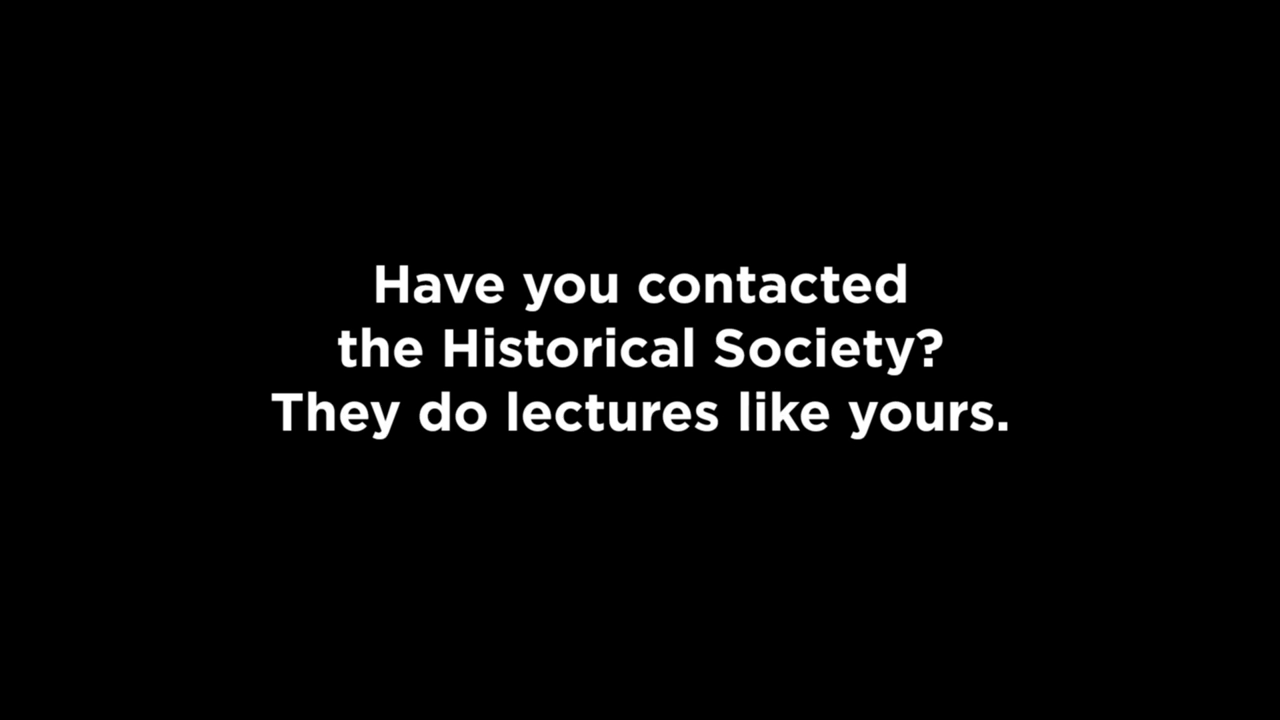 Have you contacted
the Historical Society?
They do lectures like yours.